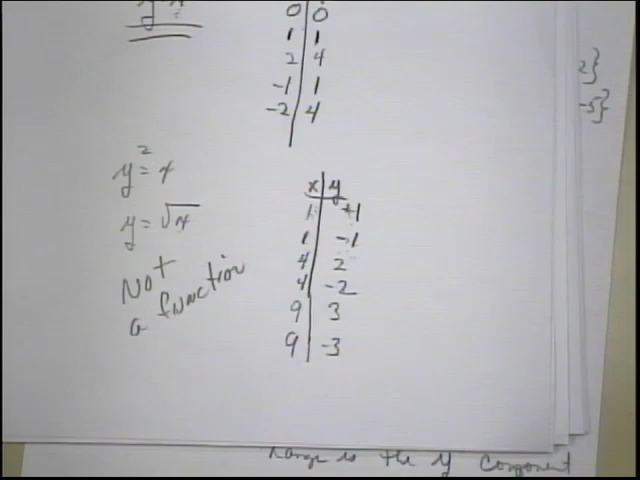 0 0
1 1
2 4
-1 1
-2 4
2}
-5}
y² = x
y = √x
Not
a function
x y
1 +1
1 -1
4 2
4 -2
9 3
9 -3
Range is the y component